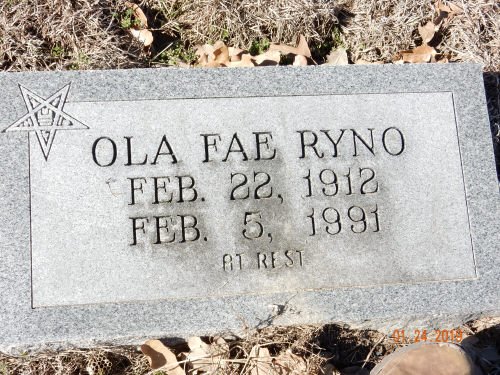 OLA FAE RYNO
FEB. 22, 1912
FEB. 5, 1991
AT REST